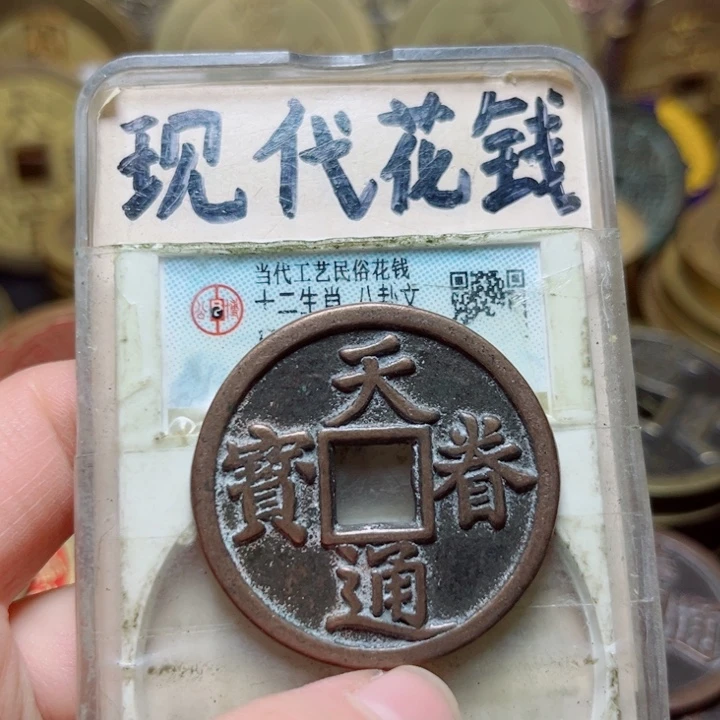 现代花钱
当代工艺民俗花钱
十二生肖 八卦文
天眷通寶